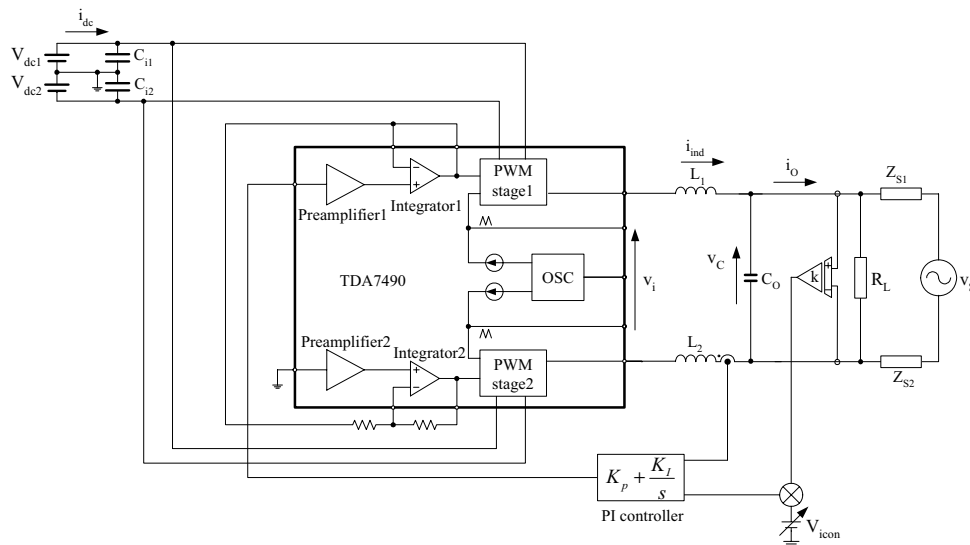 i_dc
V_dc1
C_i1
V_dc2
C_i2
i_ind
L_1
i_O
Z_S1
PWM
stage1
Integrator1
Preamplifier1
OSC
TDA7490
v_i
v_C
C_O
k
R_L
Preamplifier2
Integrator2
PWM
stage2
L_2
Z_S2
K_p + K_I / s
PI controller
V_icon